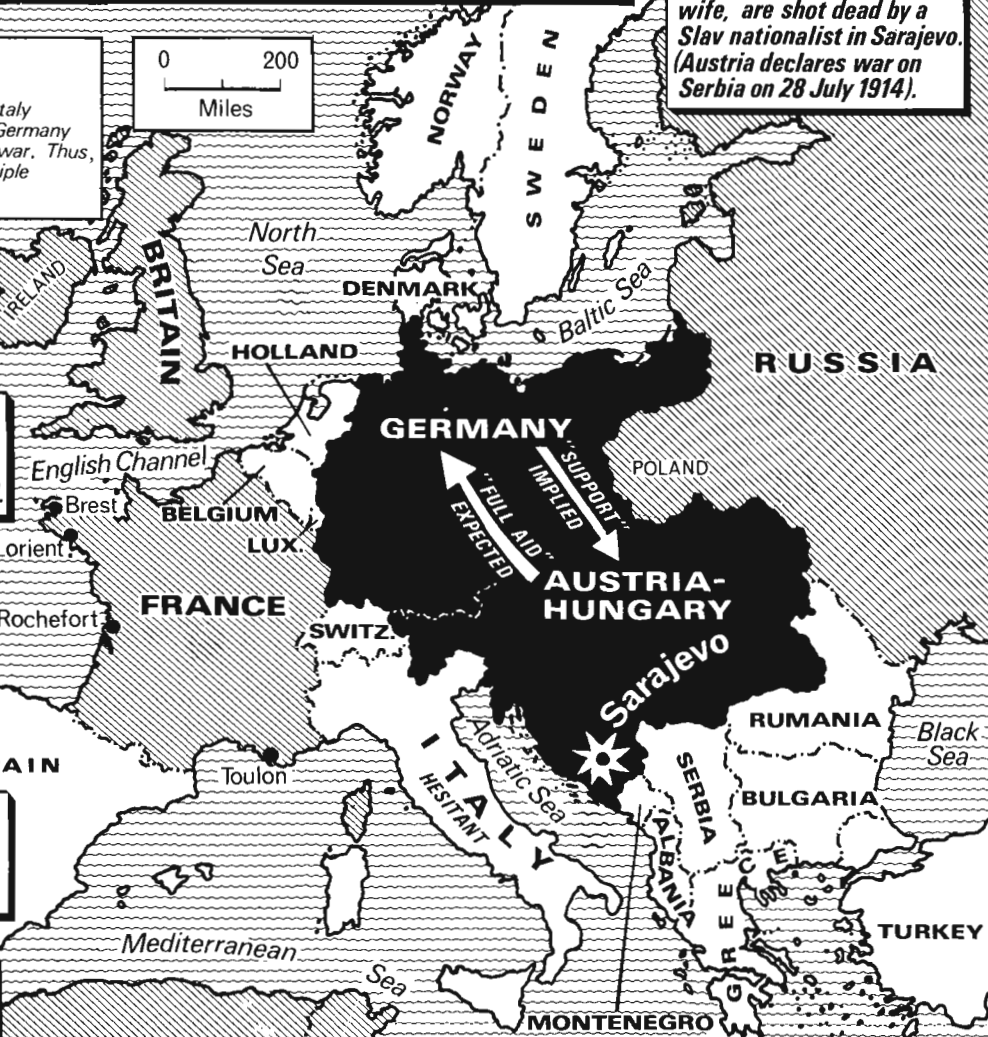 wife, are shot dead by a
Slav nationalist in Sarajevo.
(Austria declares war on
Serbia on 28 July 1914).
0 200
Miles
taly
Germany
war. Thus,
iple
NORWAY
SWEDEN
North
Sea
BRITAIN
IRELAND
DENMARK
Baltic Sea
HOLLAND
RUSSIA
GERMANY
English Channel
"SUPPORT"
IMPLIED
POLAND
"FULL AID"
EXPECTED
Brest
BELGIUM
LUX.
Lorient
AUSTRIA-
HUNGARY
FRANCE
Rochefort
SWITZ.
Sarajevo
RUMANIA
Black
Sea
AIN
Toulon
Adriatic Sea
ITALY
HESITANT
SERBIA
BULGARIA
ALBANIA
GREECE
TURKEY
Mediterranean
Sea
MONTENEGRO